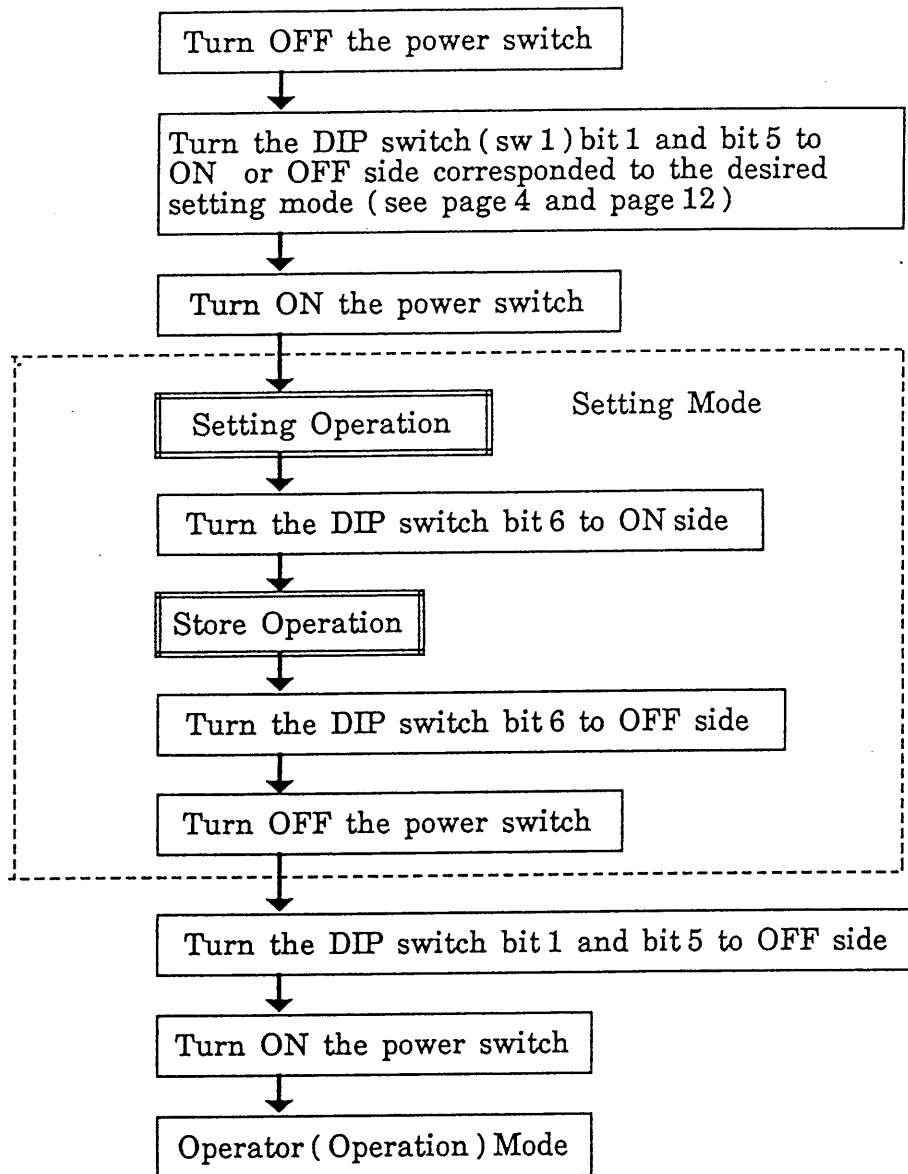 Turn OFF the power switch
Turn the DIP switch (sw 1) bit 1 and bit 5 to
ON or OFF side corresponded to the desired
setting mode (see page 4 and page 12)
Turn ON the power switch
Setting Mode
Setting Operation
Turn the DIP switch bit 6 to ON side
Store Operation
Turn the DIP switch bit 6 to OFF side
Turn OFF the power switch
Turn the DIP switch bit 1 and bit 5 to OFF side
Turn ON the power switch
Operator (Operation) Mode